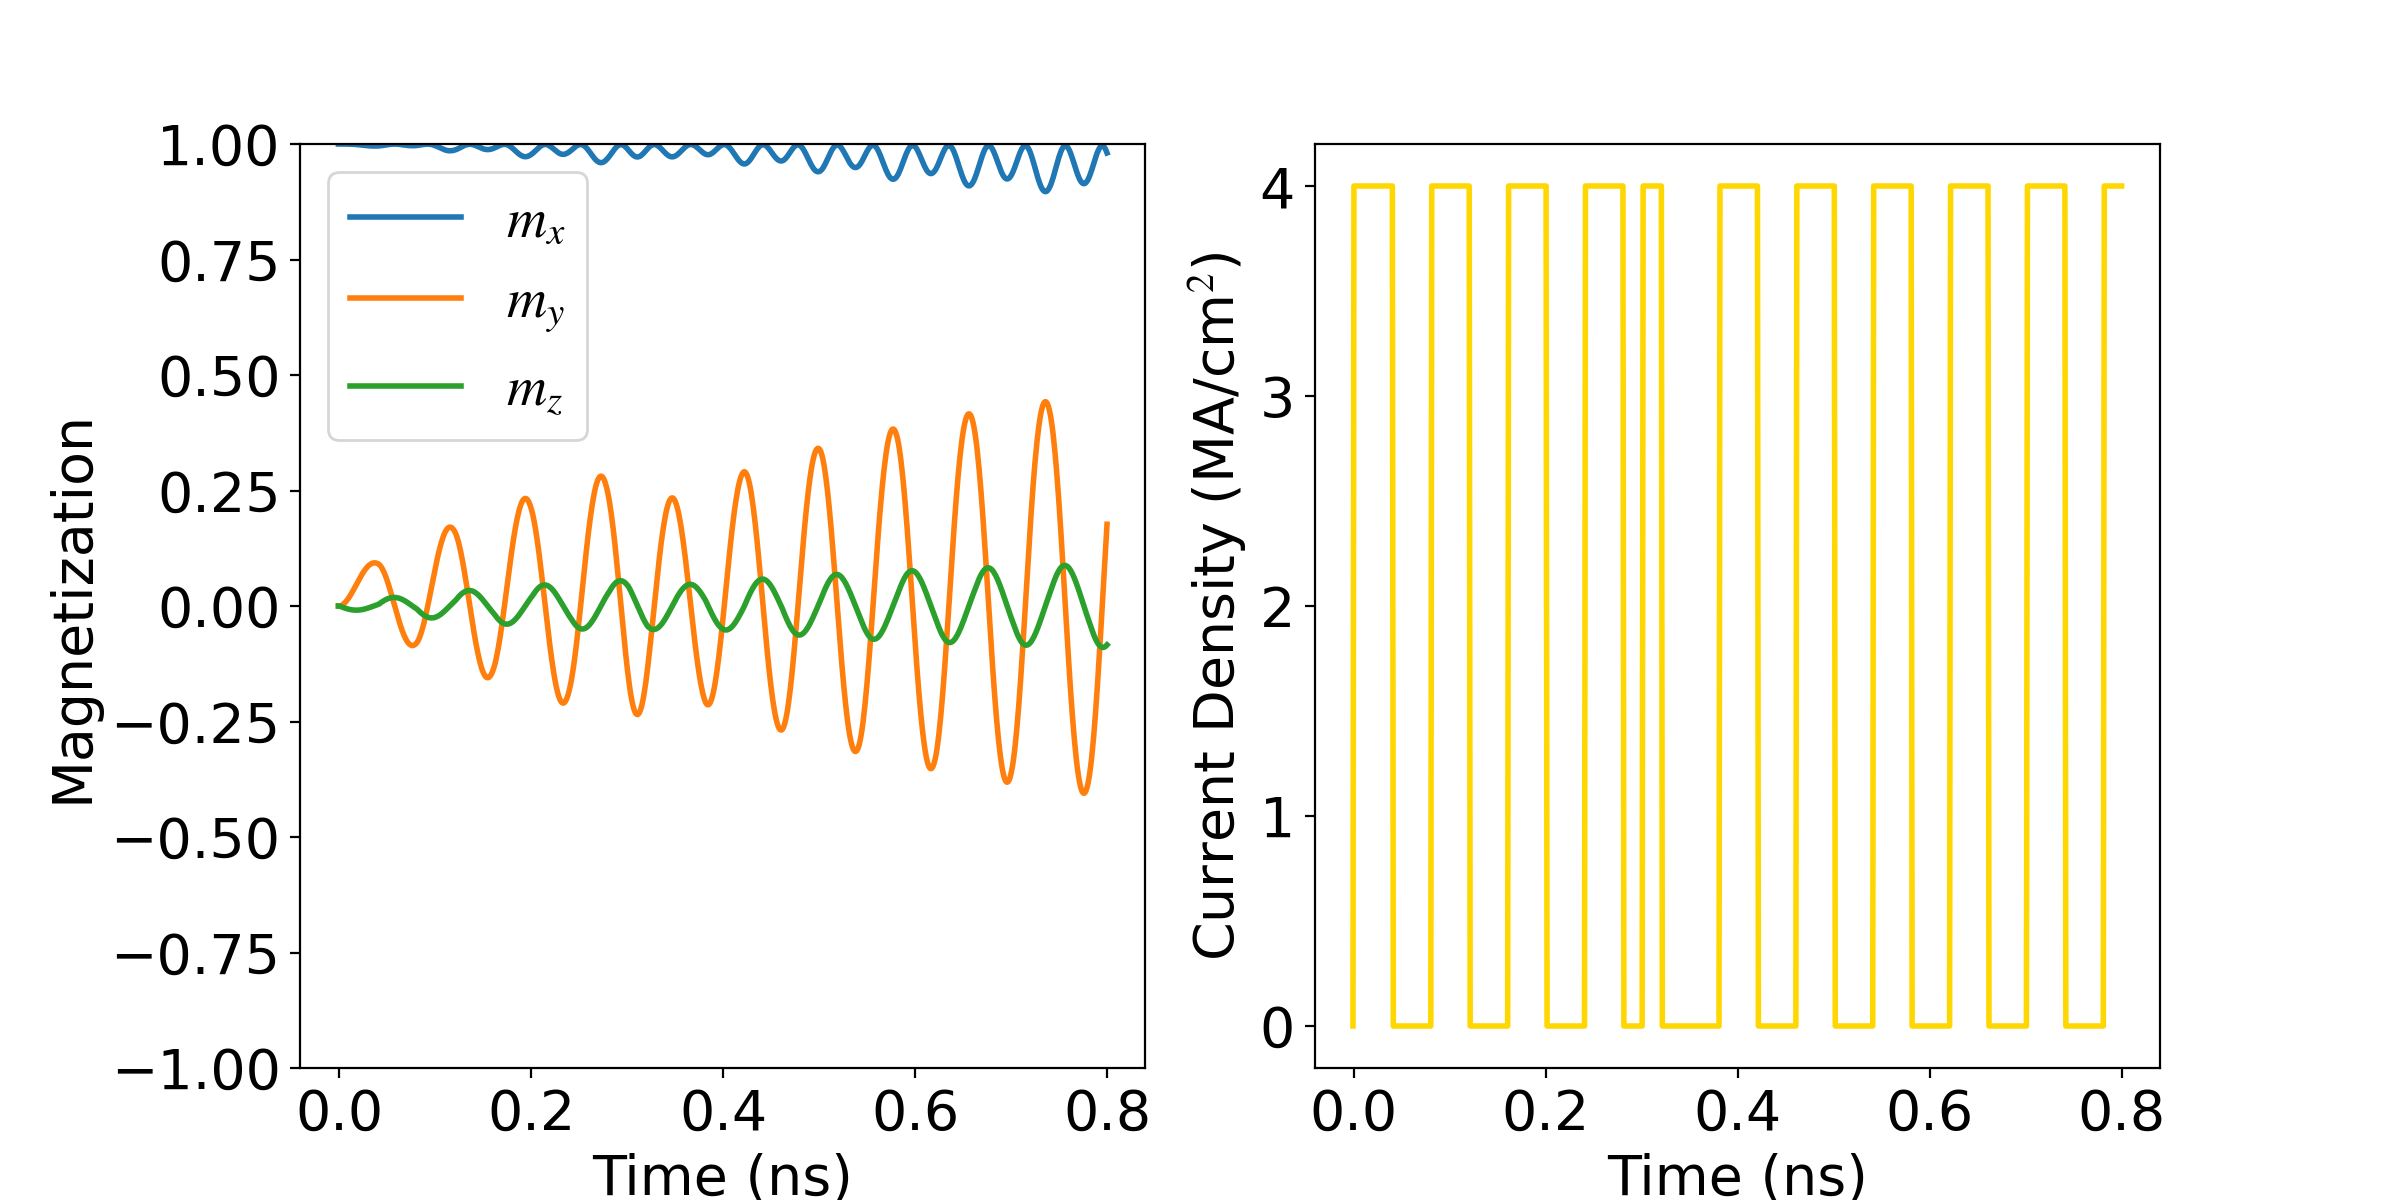 1.00
0.75
0.50
0.25
0.00
−0.25
−0.50
−0.75
−1.00
Magnetization
m_x
m_y
m_z
0.0 0.2 0.4 0.6 0.8
Time (ns)
4
3
2
1
0
Current Density (MA/cm²)
0.0 0.2 0.4 0.6 0.8
Time (ns)